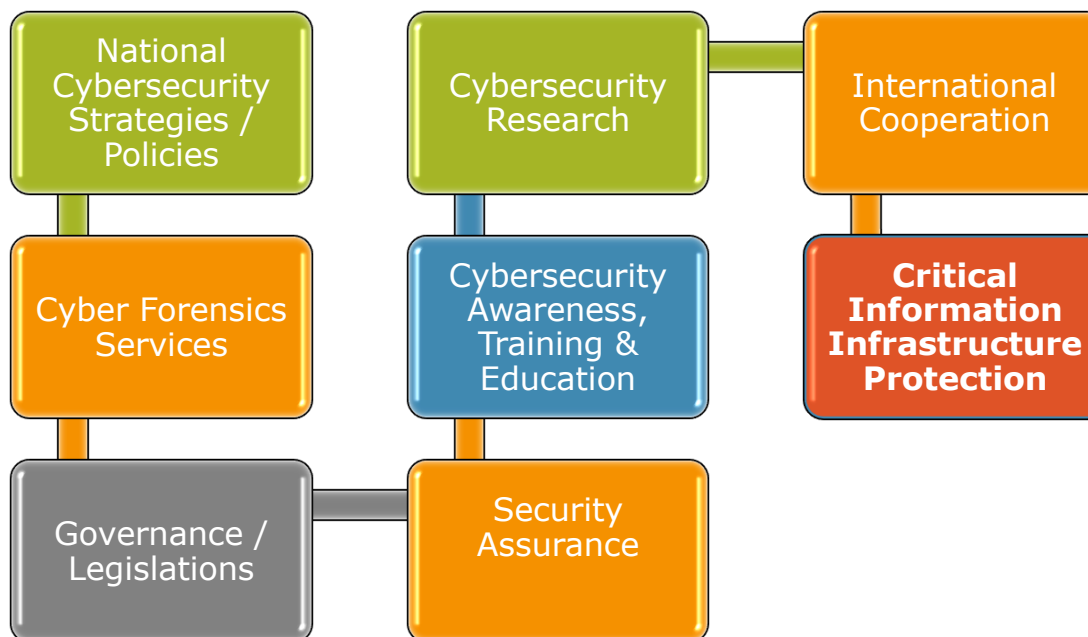 National
Cybersecurity
Strategies /
Policies
Cyber Forensics
Services
Governance /
Legislations
Security
Assurance
Cybersecurity
Awareness,
Training &
Education
Cybersecurity
Research
International
Cooperation
Critical
Information
Infrastructure
Protection